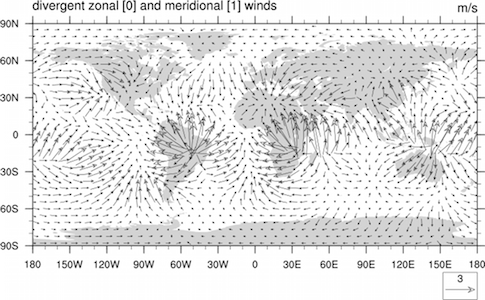 divergent zonal [0] and meridional [1] winds m/s
90N
60N
30N
0
30S
60S
90S
180 150W 120W 90W 60W 30W 0 30E 60E 90E 120E 150E 180
3